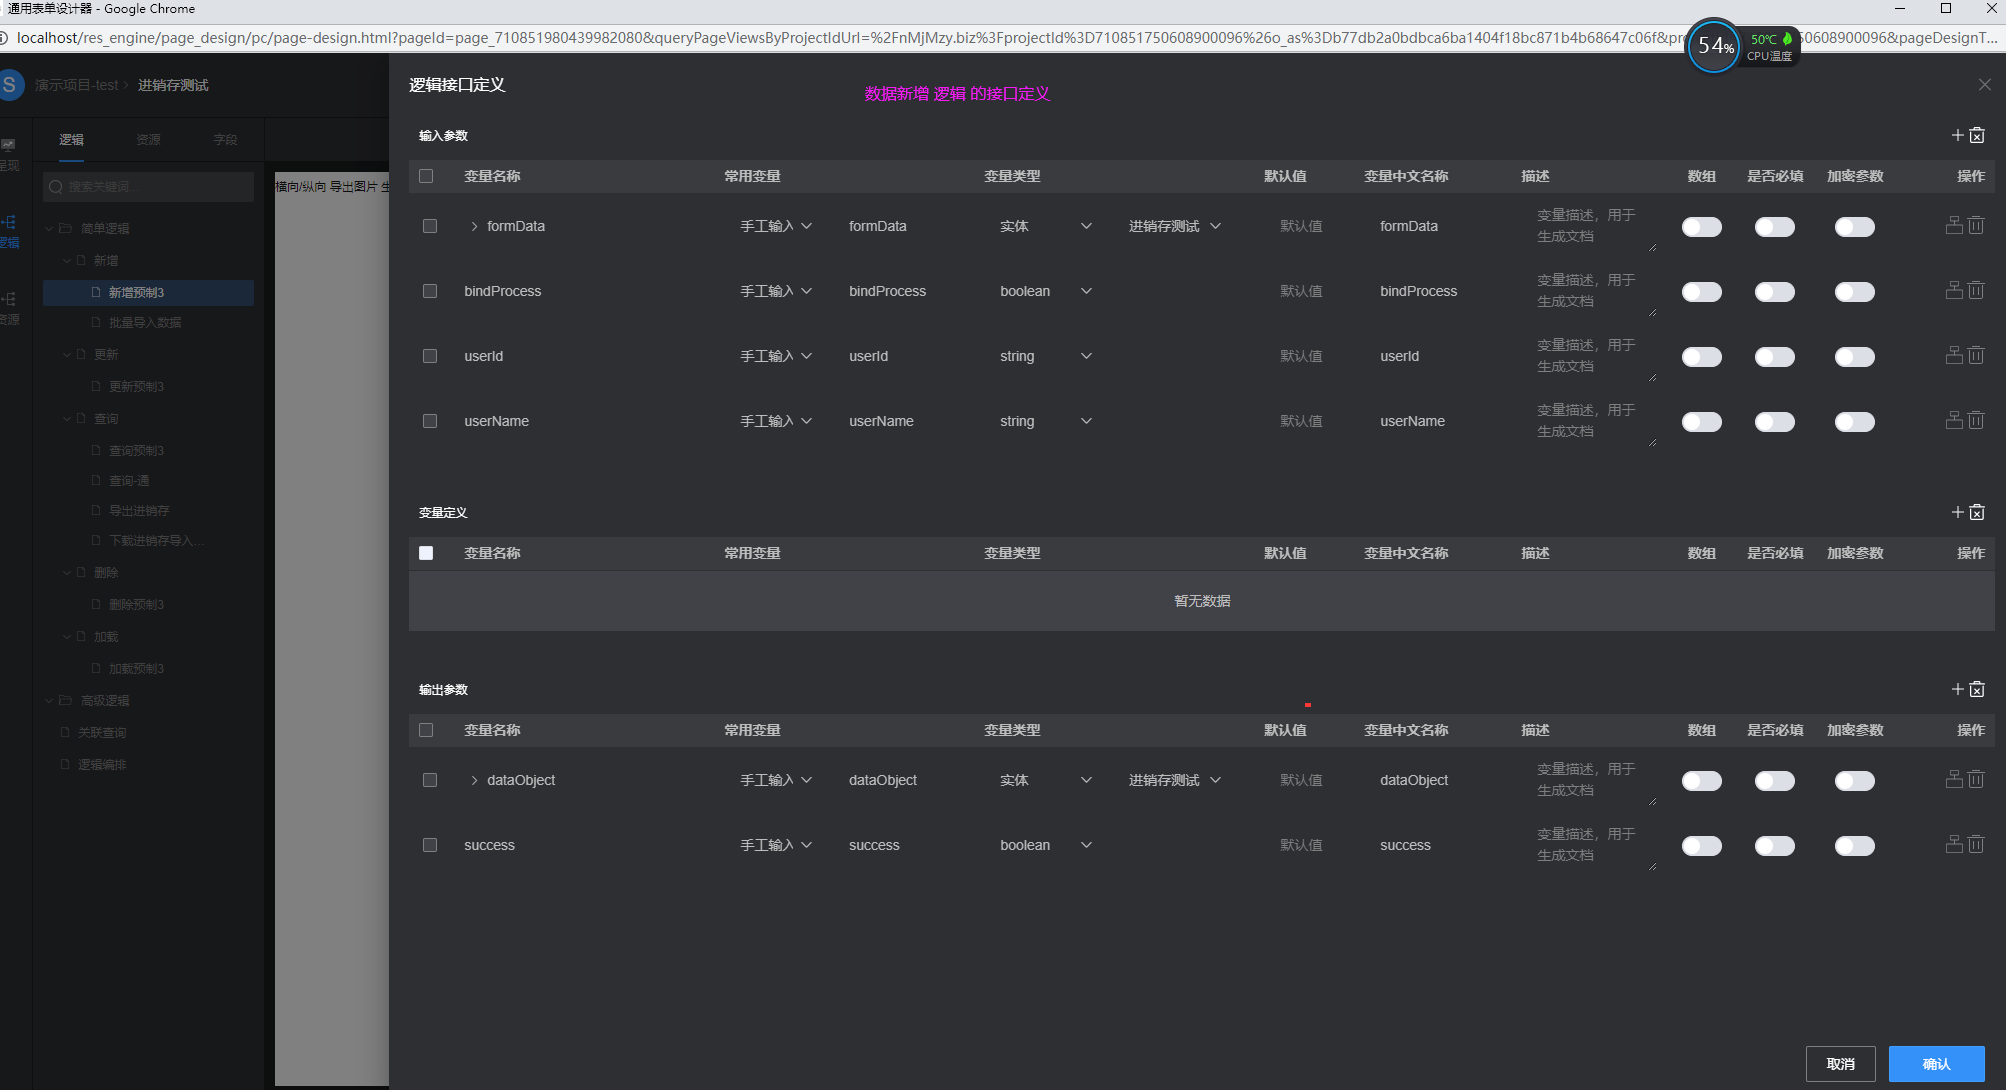 通用表单设计器 - Google Chrome
localhost/res_engine/page_design/pc/page-design.html?pageId=page_710851980439982080&queryPageViewsByProjectIdUrl=%2FnMjMzy.biz%3FprojectId%3D710851750608900096%26o_as%3Db77db2a0bdbca6ba1404f18bc871b4b68647c06f&pro
50608900096&pageDesignT...
54%
50℃
CPU温度
S
演示项目-test
进销存测试
呈现
逻辑
资源
逻辑 资源 字段
搜索关键词...
简单逻辑
新增
新增预制3
批量导入数据
更新
更新预制3
查询
查询预制3
查询-通
导出进销存
下载进销存导入...
删除
删除预制3
加载
加载预制3
高级逻辑
关联查询
逻辑编排
横向/纵向 导出图片
逻辑接口定义
数据新增 逻辑 的接口定义
输入参数
变量名称 常用变量 变量类型 默认值 变量中文名称 描述 数组 是否必填 加密参数 操作
formData 手工输入 formData 实体 进销存测试 默认值 formData 变量描述，用于
生成文档
bindProcess 手工输入 bindProcess boolean 默认值 bindProcess 变量描述，用于
生成文档
userId 手工输入 userId string 默认值 userId 变量描述，用于
生成文档
userName 手工输入 userName string 默认值 userName 变量描述，用于
生成文档
变量定义
变量名称 常用变量 变量类型 默认值 变量中文名称 描述 数组 是否必填 加密参数 操作
暂无数据
输出参数
变量名称 常用变量 变量类型 默认值 变量中文名称 描述 数组 是否必填 加密参数 操作
dataObject 手工输入 dataObject 实体 进销存测试 默认值 dataObject 变量描述，用于
生成文档
success 手工输入 success boolean 默认值 success 变量描述，用于
生成文档
取消 确认